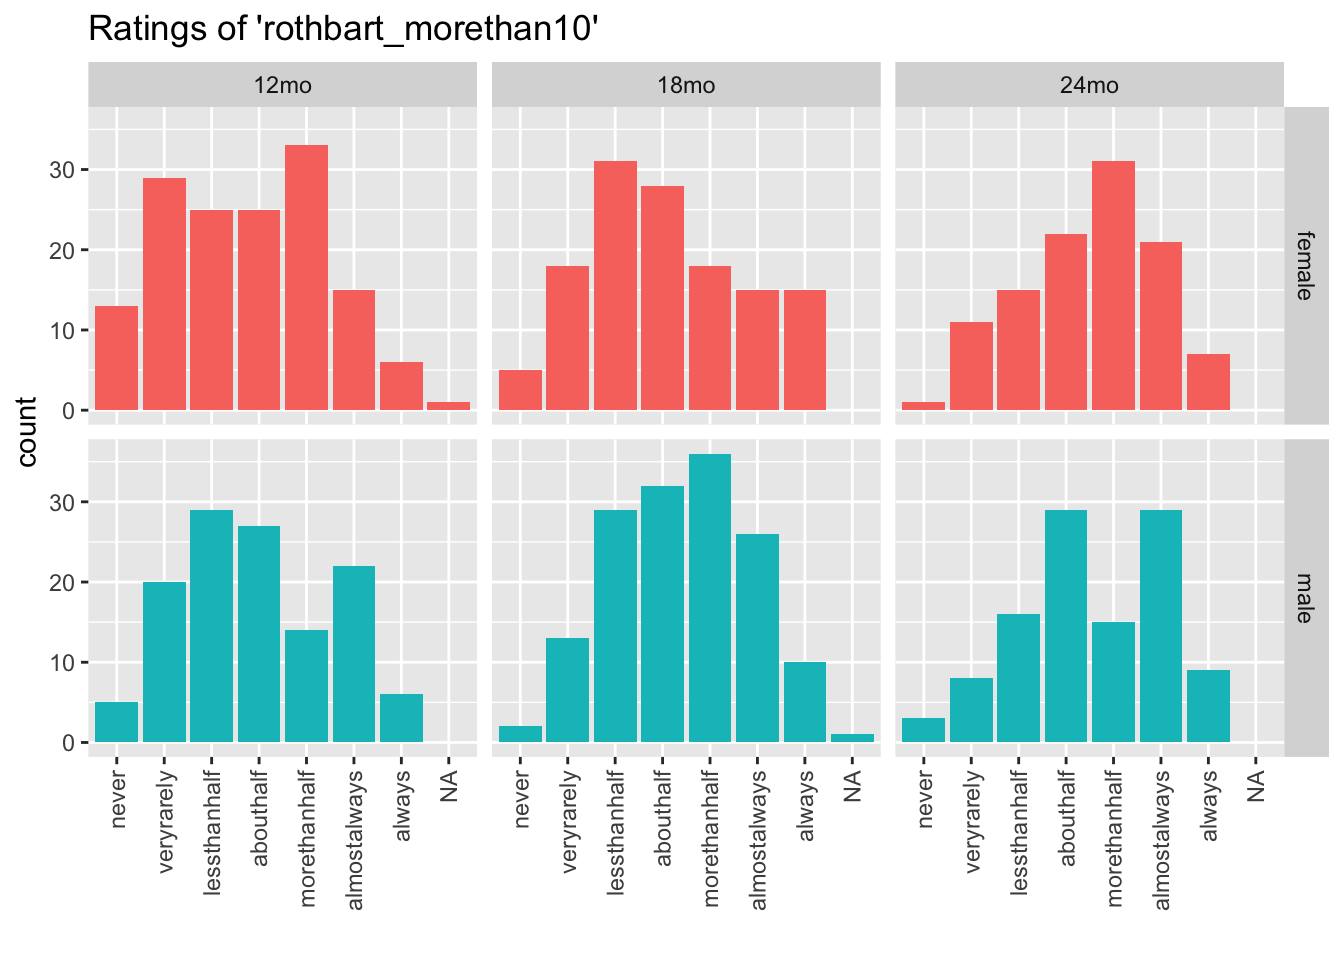 Ratings of 'rothbart_morethan10'
12mo 18mo 24mo
30
20
10
0
female
count
30
20
10
0
male
never veryrarely lessthanhalf abouthalf morethanhalf almostalways always NA never veryrarely lessthanhalf abouthalf morethanhalf almostalways always NA never veryrarely lessthanhalf abouthalf morethanhalf almostalways always NA